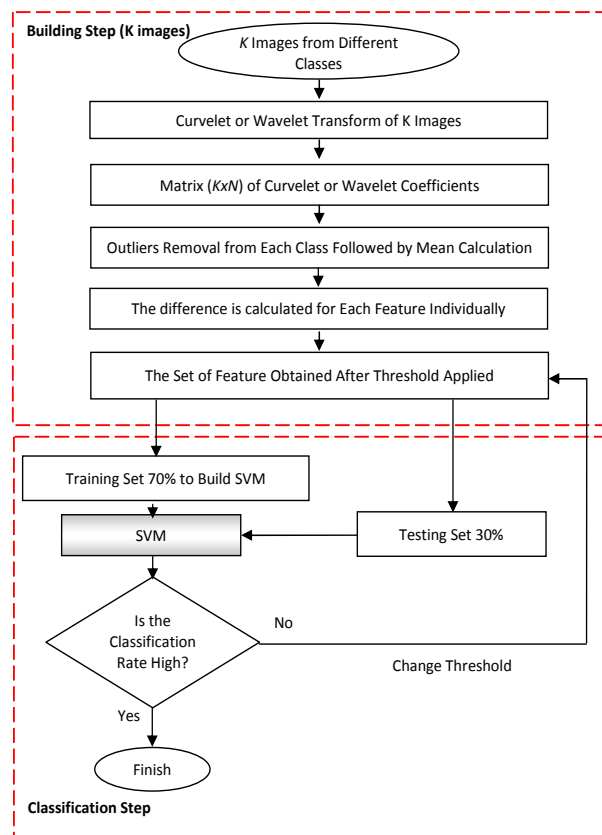 Building Step (K images)
K Images from Different
Classes
Curvelet or Wavelet Transform of K Images
Matrix (KxN) of Curvelet or Wavelet Coefficients
Outliers Removal from Each Class Followed by Mean Calculation
The difference is calculated for Each Feature Individually
The Set of Feature Obtained After Threshold Applied
Training Set 70% to Build SVM
SVM
Testing Set 30%
Is the
Classification
Rate High?
No
Change Threshold
Yes
Finish
Classification Step